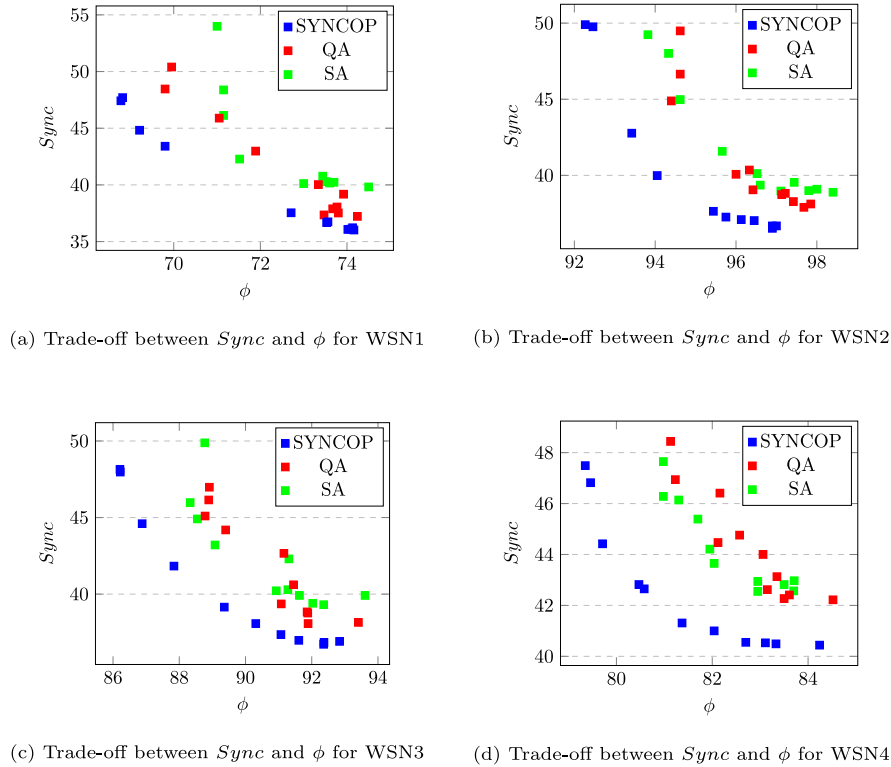 55
50
45
40
35
70
72
74
Sync
ϕ
SYNCOP
QA
SA
(a) Trade-off between Sync and ϕ for WSN1
50
45
40
92
94
96
98
Sync
ϕ
SYNCOP
QA
SA
(b) Trade-off between Sync and ϕ for WSN2
50
45
40
86
88
90
92
94
Sync
ϕ
SYNCOP
QA
SA
(c) Trade-off between Sync and ϕ for WSN3
48
46
44
42
40
80
82
84
Sync
ϕ
SYNCOP
QA
SA
(d) Trade-off between Sync and ϕ for WSN4